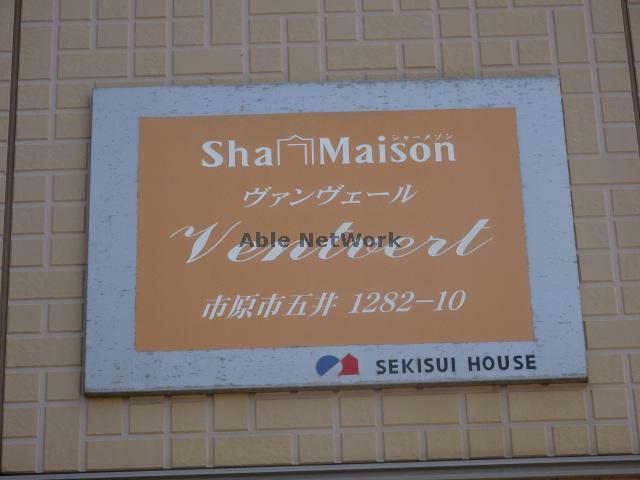 シャーメゾン
Sha Maison
ヴァンヴェール
Ventvert
Able NetWork
市原市五井 1282-10
SEKISUI HOUSE